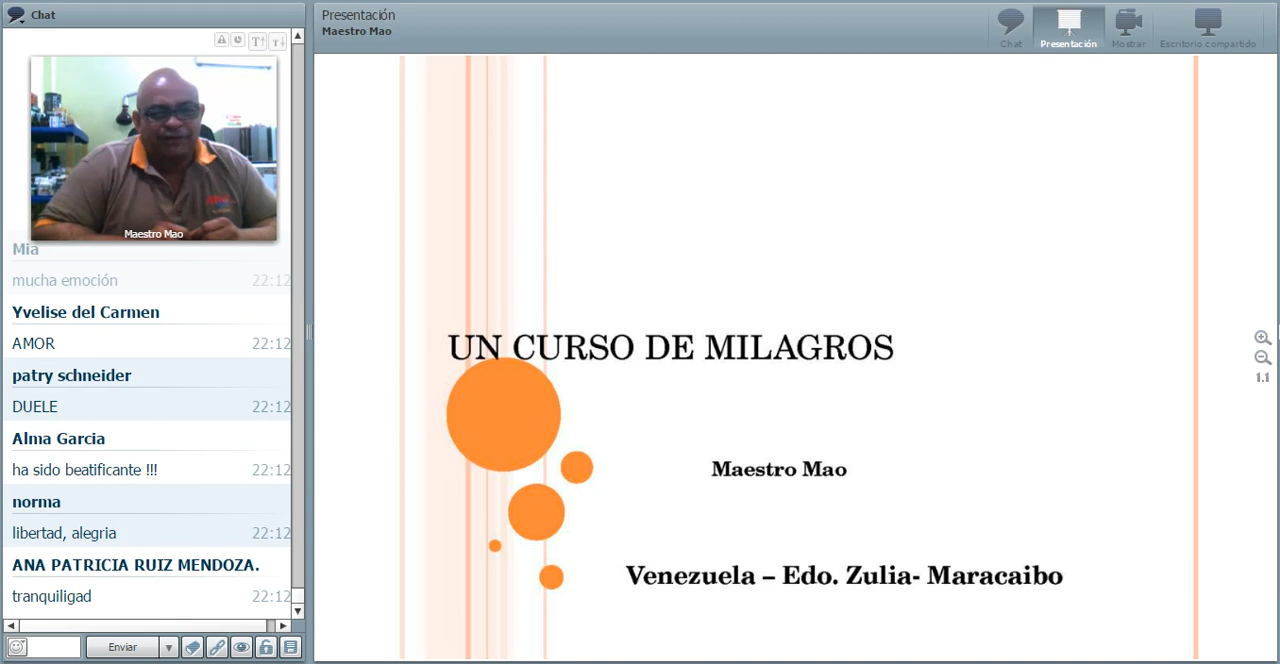 Chat
Maestro Mao
Mia
mucha emoción 22:12
Yvelise del Carmen
AMOR 22:12
patry schneider
DUELE 22:12
Alma Garcia
ha sido beatificante !!! 22:12
norma
libertad, alegria 22:12
ANA PATRICIA RUIZ MENDOZA.
tranquiligad 22:12
Enviar
Presentación
Maestro Mao
Chat Presentación Mostrar Escritorio compartido
UN CURSO DE MILAGROS
Maestro Mao
Venezuela – Edo. Zulia- Maracaibo
1.1